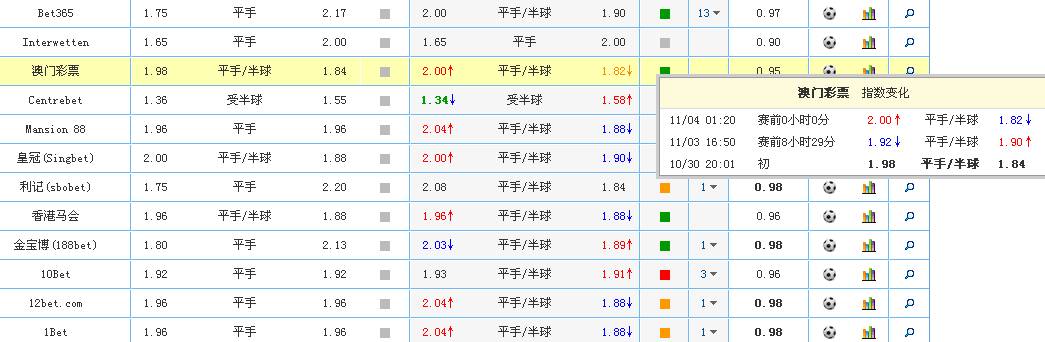 Bet365 1.75 平手 2.17 2.00 平手/半球 1.90 13 0.97
Interwetten 1.65 平手 2.00 1.65 平手 2.00 0.90
澳门彩票 1.98 平手/半球 1.84 2.00↑ 平手/半球 1.82↓ 0.95
Centrebet 1.36 受半球 1.55 1.34↓ 受半球 1.58↑
澳门彩票 指数变化
11/04 01:20 赛前0小时0分 2.00↑ 平手/半球 1.82↓
11/03 16:50 赛前8小时29分 1.92↓ 平手/半球 1.90↑
10/30 20:01 初 1.98 平手/半球 1.84
Mansion 88 1.96 平手 1.96 2.04↑ 平手/半球 1.88↓
皇冠(Singbet) 2.00 平手/半球 1.88 2.00↑ 平手/半球 1.90↓
利记(sbobet) 1.75 平手 2.20 2.08 平手/半球 1.84 1 0.98
香港马会 1.96 平手/半球 1.88 1.96↑ 平手/半球 1.88↓ 0.96
金宝博(188bet) 1.80 平手 2.13 2.03↓ 平手/半球 1.89↑ 1 0.98
10Bet 1.92 平手 1.92 1.93 平手/半球 1.91↑ 3 0.96
12bet.com 1.96 平手 1.96 2.04↑ 平手/半球 1.88↓ 1 0.98
1Bet 1.96 平手 1.96 2.04↑ 平手/半球 1.88↓ 1 0.98